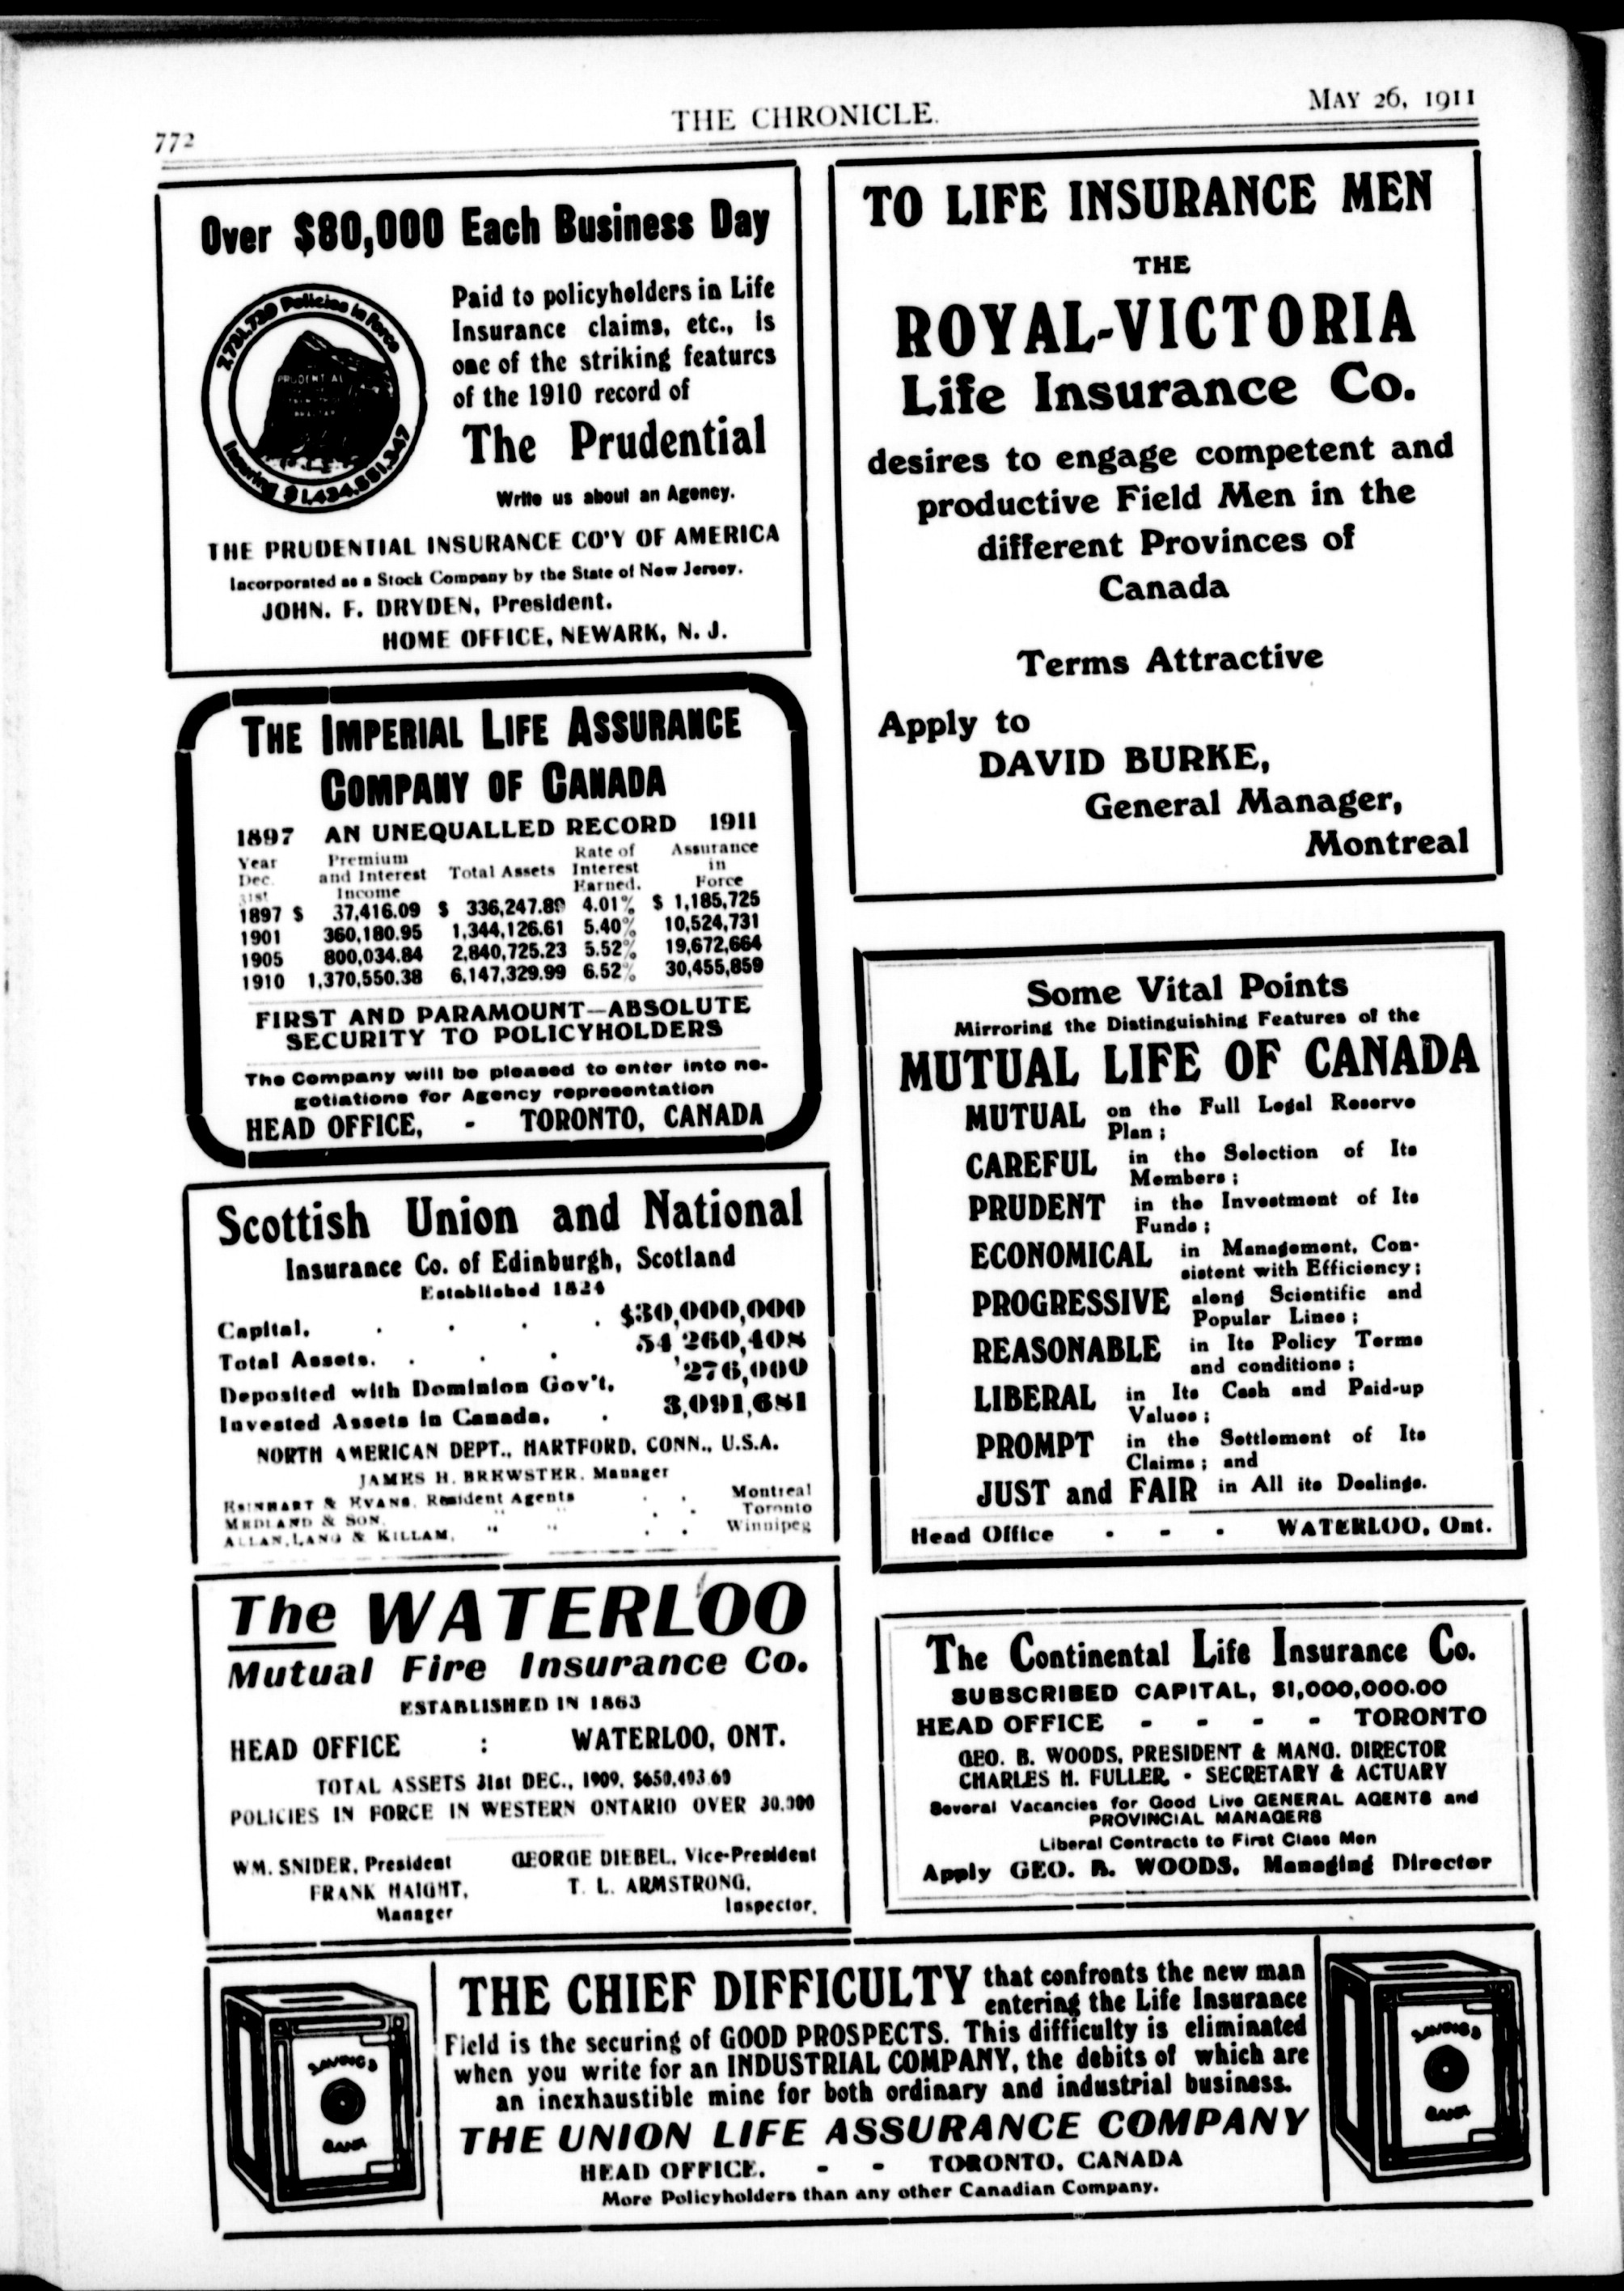 772
THE CHRONICLE.
MAY 26, 1911
Over $80,000 Each Business Day
7,731,729 Policies in Force
PRUDENTIAL
Insuring $1,434,551,347
Paid to policyholders in Life
Insurance claims, etc., is
one of the striking features
of the 1910 record of
The Prudential
Write us about an Agency.
THE PRUDENTIAL INSURANCE CO'Y OF AMERICA
Incorporated as a Stock Company by the State of New Jersey.
JOHN. F. DRYDEN, President.
HOME OFFICE, NEWARK, N. J.
THE IMPERIAL LIFE ASSURANCE
COMPANY OF CANADA
1897 AN UNEQUALLED RECORD 1911
Year Dec. 31st Premium and Interest Income Total Assets Rate of Interest Earned. Assurance in Force
1897 $ 37,416.09 $ 336,247.89 4.01% $ 1,185,725
1901 360,180.95 1,344,126.61 5.40% 10,524,731
1905 800,034.84 2,840,725.23 5.52% 19,672,664
1910 1,370,550.38 6,147,329.99 6.52% 30,455,859
FIRST AND PARAMOUNT—ABSOLUTE
SECURITY TO POLICYHOLDERS
The Company will be pleased to enter into ne-
gotiations for Agency representation
HEAD OFFICE, - TORONTO, CANADA
Scottish Union and National
Insurance Co. of Edinburgh, Scotland
Established 1824
Capital, . . . . $30,000,000
Total Assets, . . . 54,260,408
Deposited with Dominion Gov't, 276,000
Invested Assets in Canada, . 3,091,681
NORTH AMERICAN DEPT., HARTFORD, CONN., U.S.A.
JAMES H. BREWSTER, Manager
REINHART & EVANS, Resident Agents . . Montreal
MEDLAND & SON, " " . . Toronto
ALLAN, LANG & KILLAM, " " . . Winnipeg
The WATERLOO
Mutual Fire Insurance Co.
ESTABLISHED IN 1863
HEAD OFFICE : WATERLOO, ONT.
TOTAL ASSETS 31st DEC., 1909, $650,403.69
POLICIES IN FORCE IN WESTERN ONTARIO OVER 30,000
WM. SNIDER, President GEORGE DIEBEL, Vice-President
FRANK HAIGHT, T. L. ARMSTRONG,
Manager Inspector.
TO LIFE INSURANCE MEN
THE
ROYAL-VICTORIA
Life Insurance Co.
desires to engage competent and
productive Field Men in the
different Provinces of
Canada
Terms Attractive
Apply to
DAVID BURKE,
General Manager,
Montreal
Some Vital Points
Mirroring the Distinguishing Features of the
MUTUAL LIFE OF CANADA
MUTUAL on the Full Legal Reserve
Plan ;
CAREFUL in the Selection of Its
Members ;
PRUDENT in the Investment of Its
Funds ;
ECONOMICAL in Management, Con-
sistent with Efficiency ;
PROGRESSIVE along Scientific and
Popular Lines ;
REASONABLE in Its Policy Terms
and conditions ;
LIBERAL in Its Cash and Paid-up
Values ;
PROMPT in the Settlement of Its
Claims ; and
JUST and FAIR in All its Dealings.
Head Office - - - WATERLOO, Ont.
The Continental Life Insurance Co.
SUBSCRIBED CAPITAL, $1,000,000.00
HEAD OFFICE - - - - TORONTO
GEO. B. WOODS, PRESIDENT & MANG. DIRECTOR
CHARLES H. FULLER, - SECRETARY & ACTUARY
Several Vacancies for Good Live GENERAL AGENTS and
PROVINCIAL MANAGERS
Liberal Contracts to First Class Men
Apply GEO. B. WOODS, Managing Director
SAVINGS
BANK
THE CHIEF DIFFICULTY that confronts the new man
entering the Life Insurance
Field is the securing of GOOD PROSPECTS. This difficulty is eliminated
when you write for an INDUSTRIAL COMPANY, the debits of which are
an inexhaustible mine for both ordinary and industrial business.
THE UNION LIFE ASSURANCE COMPANY
HEAD OFFICE, - - TORONTO, CANADA
More Policyholders than any other Canadian Company.
SAVINGS
BANK